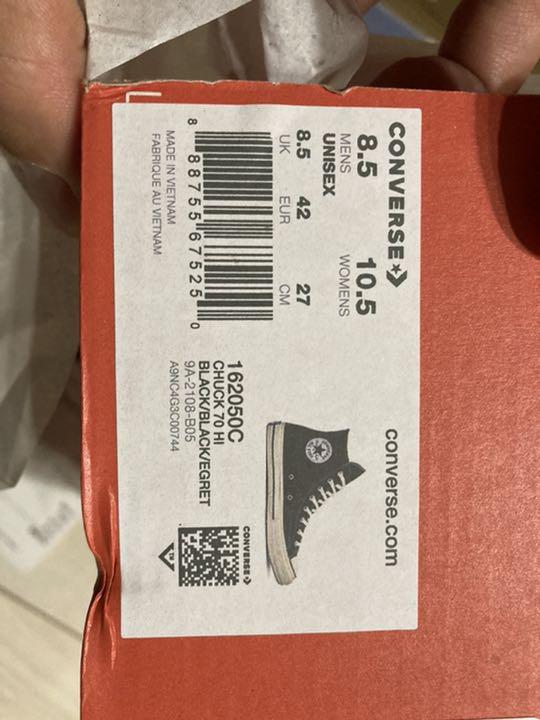 CONVERSE
converse.com
8.5 10.5
MENS WOMENS
UNISEX
8.5 42 27
UK EUR CM
8 88755 67525 0
MADE IN VIETNAM
FABRIQUE AU VIETNAM
162050C
CHUCK 70 HI
BLACK/BLACK/EGRET
9A-2108-B05
A9NC4G3C00744
CONVERSE
TM